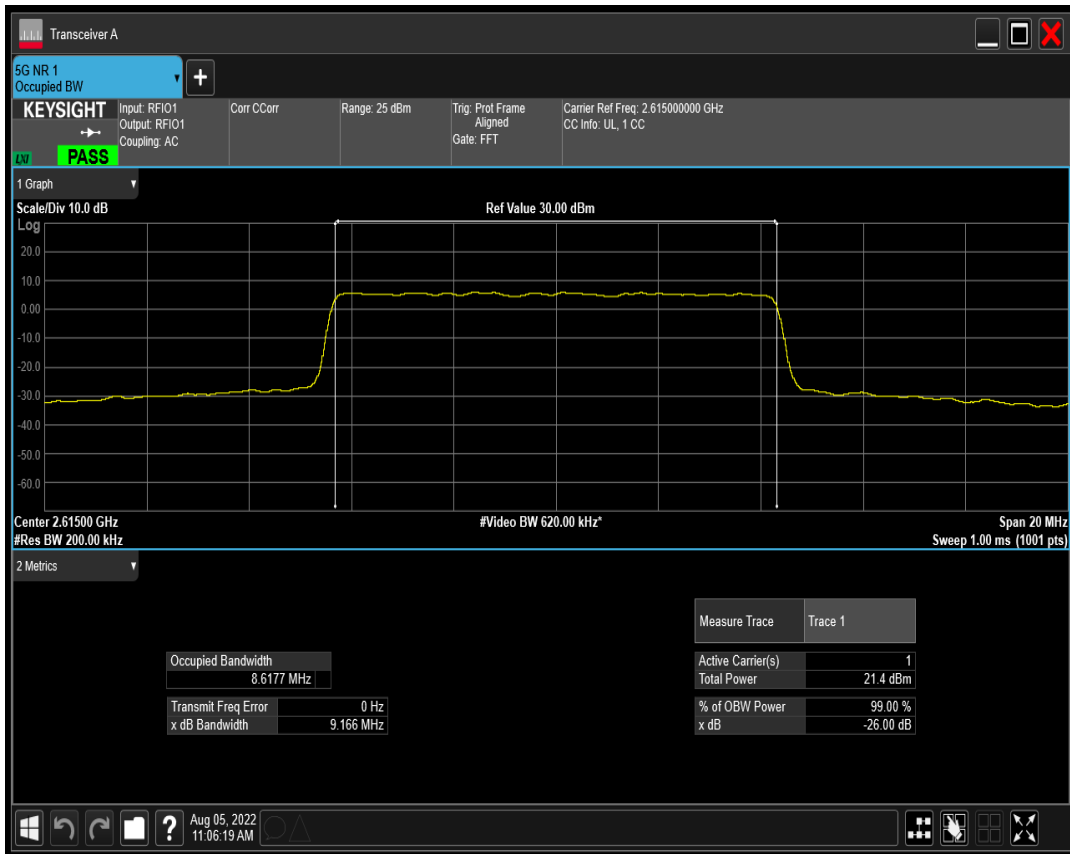 Transceiver A
5G NR 1
Occupied BW
+
KEYSIGHT
LXI
PASS
Input: RFIO1
Output: RFIO1
Coupling: AC
Corr CCorr
Range: 25 dBm
Trig: Prot Frame
Aligned
Gate: FFT
Carrier Ref Freq: 2.615000000 GHz
CC Info: UL, 1 CC
1 Graph
Scale/Div 10.0 dB
Ref Value 30.00 dBm
Log
20.0
10.0
0.00
-10.0
-20.0
-30.0
-40.0
-50.0
-60.0
Center 2.61500 GHz
#Video BW 620.00 kHz*
Span 20 MHz
#Res BW 200.00 kHz
Sweep 1.00 ms (1001 pts)
2 Metrics
Measure Trace Trace 1
Occupied Bandwidth
8.6177 MHz
Transmit Freq Error 0 Hz
x dB Bandwidth 9.166 MHz
Active Carrier(s) 1
Total Power 21.4 dBm
% of OBW Power 99.00 %
x dB -26.00 dB
?
Aug 05, 2022
11:06:19 AM